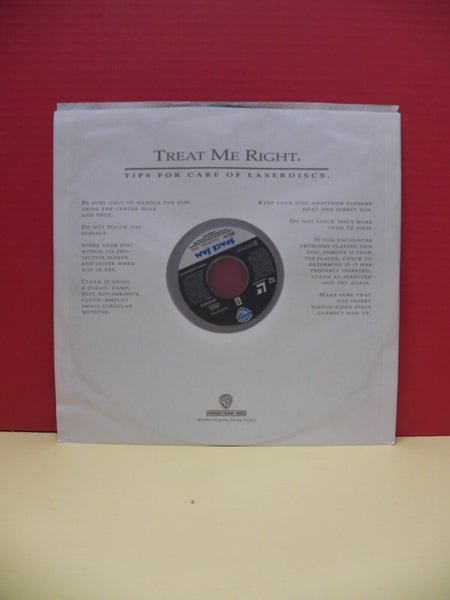 TREAT ME RIGHT.
TIPS FOR CARE OF LASERDISCS.
BE SURE ONLY TO HANDLE THE DISC
USING THE CENTER HOLE
AND EDGE.
DO NOT TOUCH THE
SURFACE.
STORE YOUR DISC
WITHIN ITS PRO-
TECTIVE SLEEVE
AND COVER WHEN
NOT IN USE.
CLEAN IT USING
A CLEAN, DAMP,
SOFT, NONABRASIVE
CLOTH; EMPLOY
SMALL, CIRCULAR
MOTIONS.
KEEP YOUR DISC AWAY FROM EXTREME
HEAT AND DIRECT SUN.
DO NOT STACK DISCS MORE
THAN 12 HIGH.
IF YOU ENCOUNTER
PROBLEMS PLAYING THIS
DISC, REMOVE IT FROM
THE PLAYER, CHECK TO
DETERMINE IF IT WAS
PROPERLY INSERTED,
CLEAN AS DIRECTED
AND TRY AGAIN.
MAKE SURE THAT
YOU INSERT
SINGLE-SIDED DISCS
CORRECT SIDE UP.
SPACE JAM
WARNER HOME VIDEO